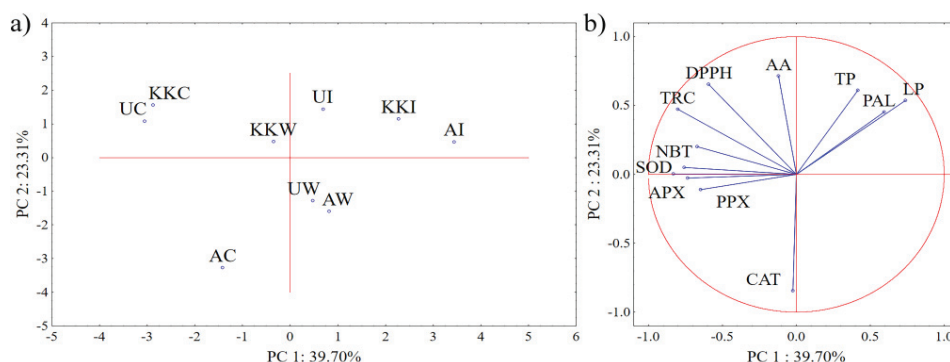 a)
PC 2: 23.31%
4
3
2
1
0
-1
-2
-3
-4
-5
KKC
UC
UI
KKI
KKW
AI
UW
AW
AC
-5 -4 -3 -2 -1 0 1 2 3 4 5 6
PC 1: 39.70%
b)
PC 2 : 23.31%
1.0
0.5
0.0
0.5
1.0
AA
DPPH
TP
LP
TRC
PAL
NBT
SOD
APX
PPX
CAT
-1.0 -0.5 0.0 0.5 1.0
PC 1 : 39.70%